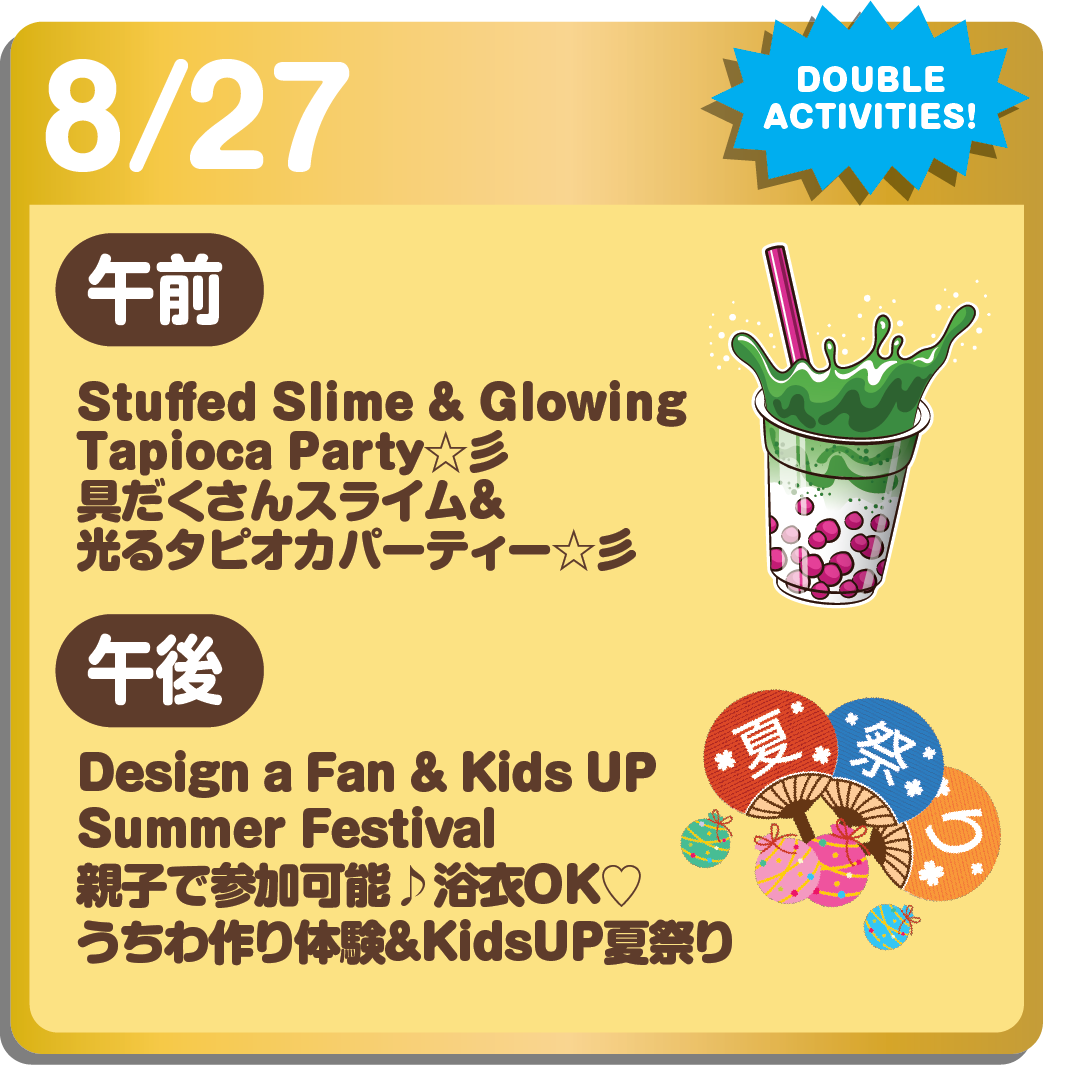 8/27
DOUBLE
ACTIVITIES!
午前
Stuffed Slime & Glowing
Tapioca Party☆彡
具だくさんスライム&
光るタピオカパーティー☆彡
午後
Design a Fan & Kids UP
Summer Festival
親子で参加可能♪浴衣OK♡
うちわ作り体験&KidsUP夏祭り
夏
祭
り